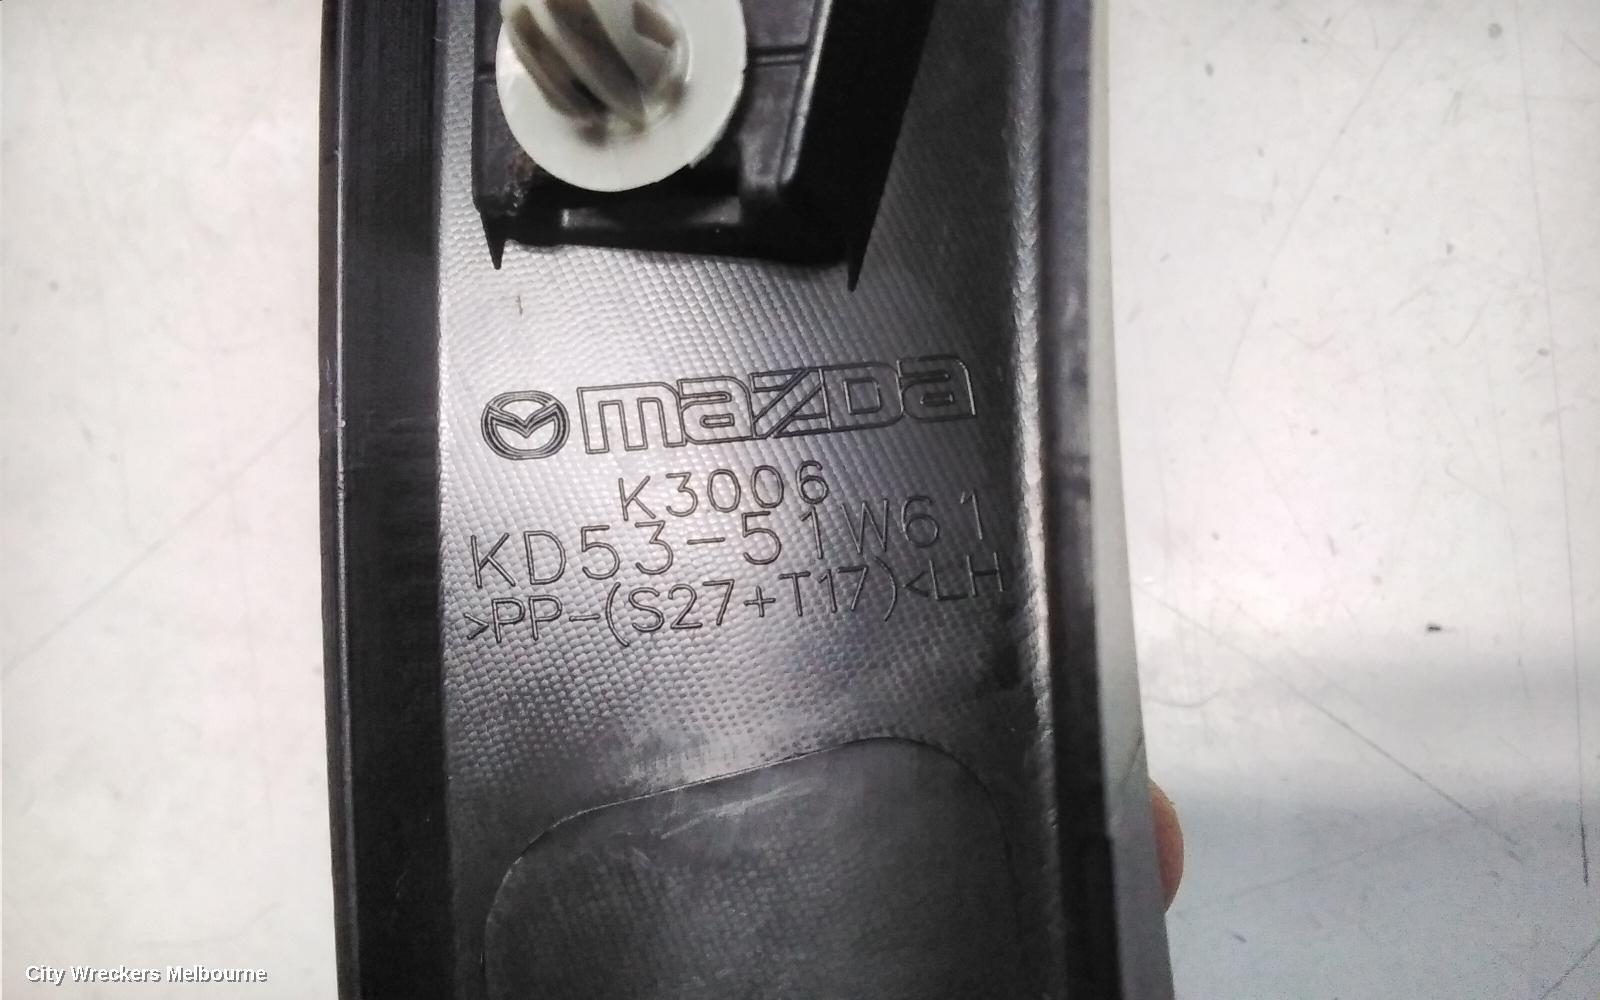 mazda
K3006
KD53-51W61
>PP-(S27+T17)<LH
City Wreckers Melbourne